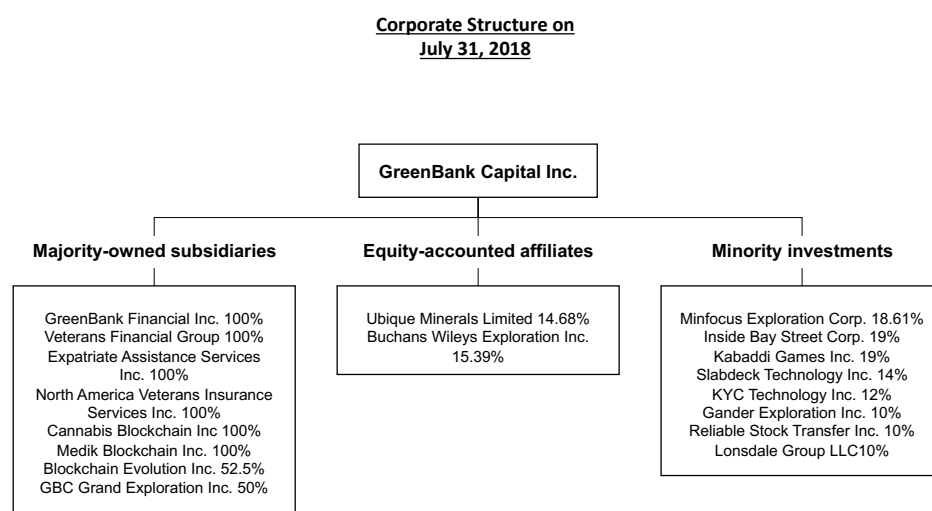 Corporate Structure on
July 31, 2018
GreenBank Capital Inc.
Majority-owned subsidiaries
GreenBank Financial Inc. 100%
Veterans Financial Group 100%
Expatriate Assistance Services
Inc. 100%
North America Veterans Insurance
Services Inc. 100%
Cannabis Blockchain Inc 100%
Medik Blockchain Inc. 100%
Blockchain Evolution Inc. 52.5%
GBC Grand Exploration Inc. 50%
Equity-accounted affiliates
Ubique Minerals Limited 14.68%
Buchans Wileys Exploration Inc.
15.39%
Minority investments
Minfocus Exploration Corp. 18.61%
Inside Bay Street Corp. 19%
Kabaddi Games Inc. 19%
Slabdeck Technology Inc. 14%
KYC Technology Inc. 12%
Gander Exploration Inc. 10%
Reliable Stock Transfer Inc. 10%
Lonsdale Group LLC10%